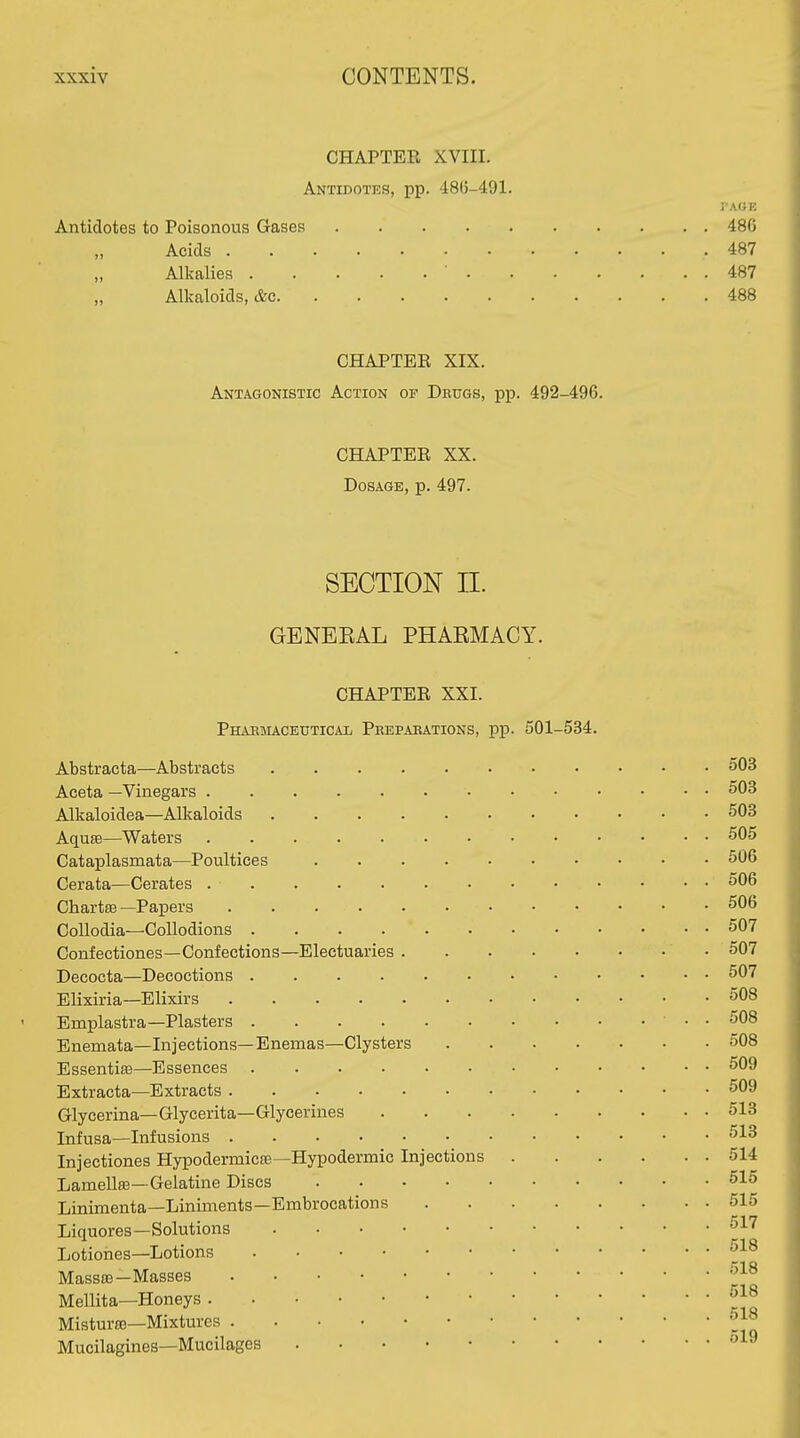 xxxiv CONTENTS.
CHAPTER XVIII.
Antidotes, pp. 486-491.
PAGE
Antidotes to Poisonous Gases . . . . . . . . . . 486
„ Acids . . . . . . . . . . . . 487
„ Alkalies . . . . . . . . . . . . 487
„ Alkaloids, &c. . . . . . . . . . . 488
CHAPTER XIX.
Antagonistic Action of Drugs, pp. 492-496.
CHAPTER XX.
Dosage, p. 497.
SECTION II.
GENERAL PHARMACY.
CHAPTER XXI.
Pharmaceutical Preparations, pp. 501-534.
Abstracta—Abstracts . . . . . . . . . . . 503
Aceta—Vinegars . . . . . . . . . . . . . 503
Alkaloidea—Alkaloids . . . . . . . . . . . 503
Aquæ—Waters . . . . . . . . . . . . . 505
Cataplasmata—Poultices . . . . . . . . . . 506
Cerata—Cerates . . . . . . . . . . . . . 506
Chartæ—Papers . . . . . . . . . . . . 506
Collodia—Collodions . . . . . . . . . . . . 507
Confectiones—Confections—Electuaries . . . . . . . . 507
Decocta—Decoctions . . . . . . . . . . . . 507
Elixiria—Elixirs . . . . . . . . . . . . 508
Emplastra—Plasters . . . . . . . . . . . . 508
Enemata—Injections—Enemas—Clysters . . . . . . . 508
Essentiæ—Essences . . . . . . . . . . . . 509
Extracta—Extracts . . . . . . . . . . . . 509
Glycerina—Glycerita—Glycerines . . . . . . . . . 513
Infusa—Infusions . . . . . . . . . . . . 513
Injectiones Hypodermicæ—Hypodermic Injections . . . . . . 514
Lamellæ—Gelatine Discs . . . . . . . . . . 515
Linimenta—Liniments—Embrocations . . . . . . . . 515
Liquores—Solutions . . . . . . . . . . . 517
Lotiones—Lotions . . . . . . . . . . . . 518
Massæ—Masses . . . . . . . . . . . . 518
Mellita—Honeys . . . . . . . . . . . . . 518
Misturæ—Mixtures . . . . . . . . . . . . 518
Mucilagines—Mucilages . . . . . . . . . . . 519